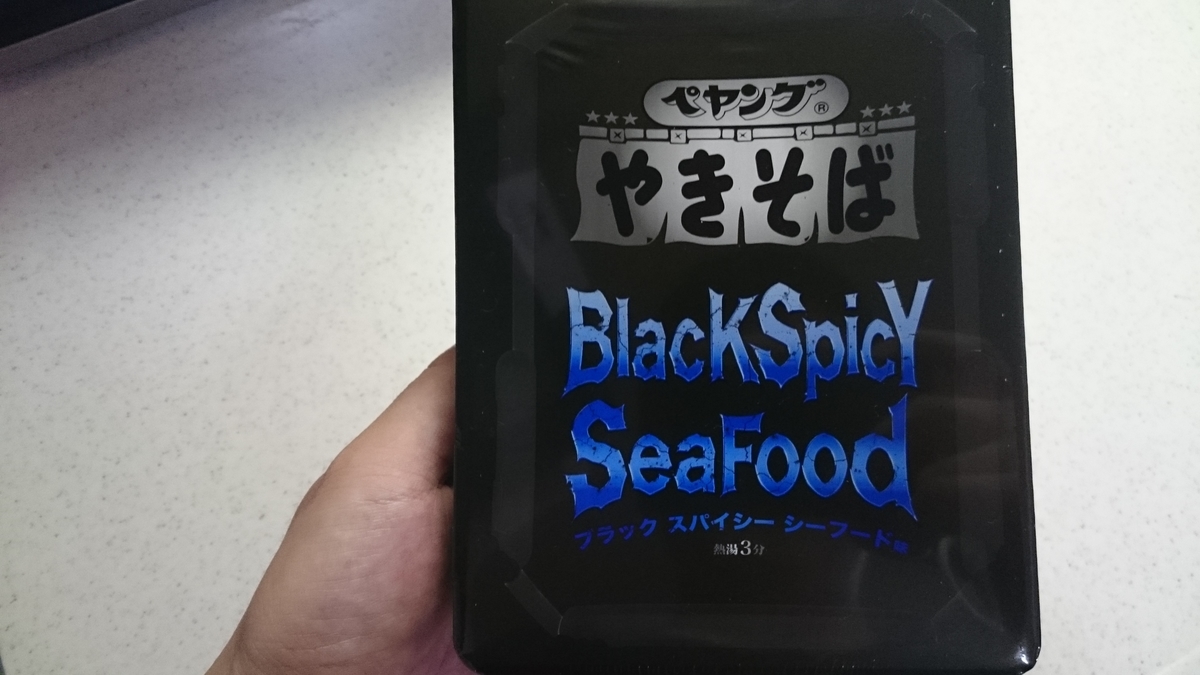 ペヤング®
やきそば
BlackSpicy
SeaFood
ブラック スパイシー シーフード味
熱湯3分